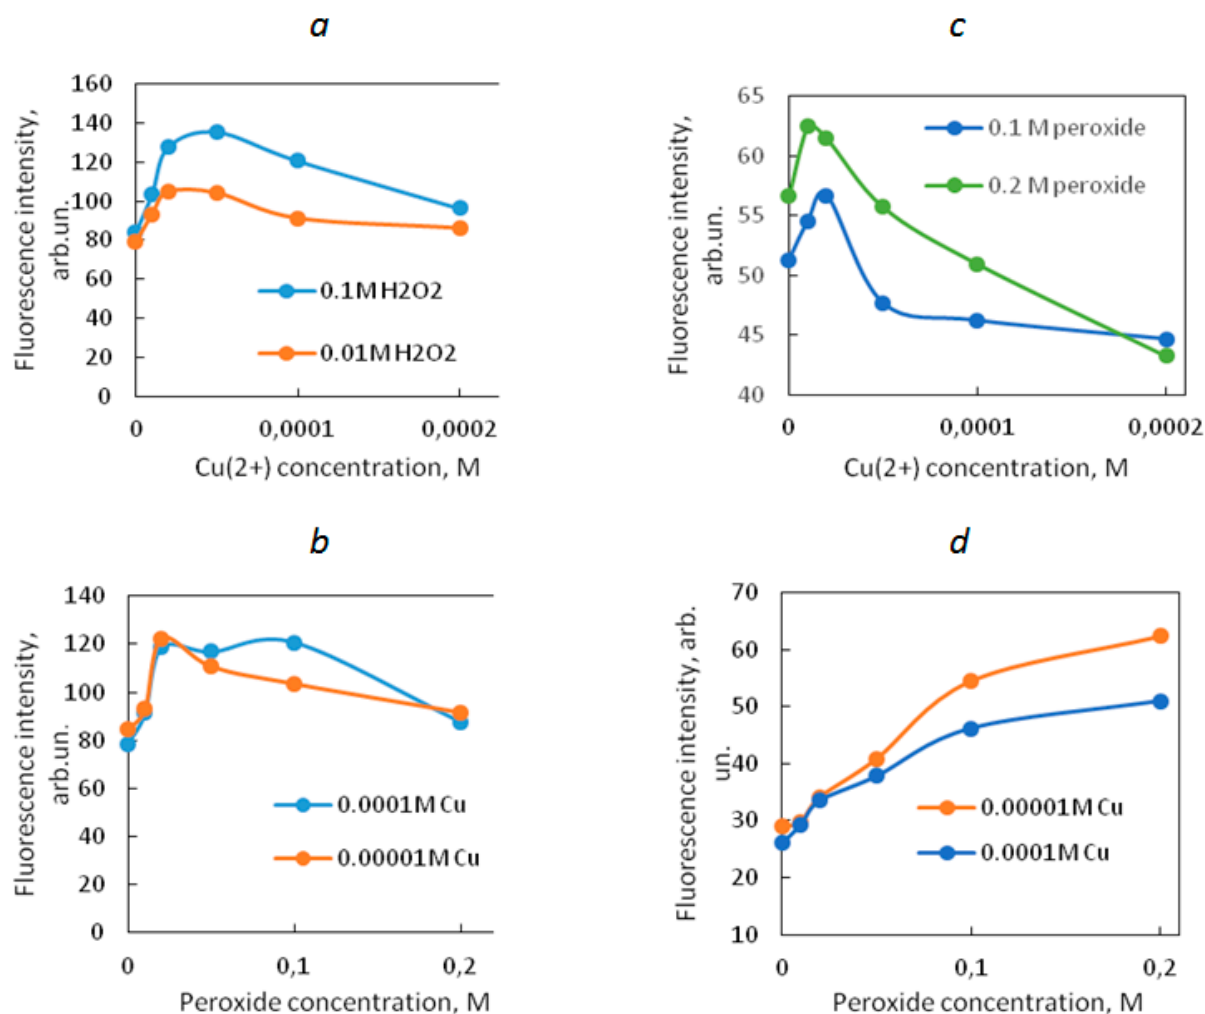 a
Fluorescence intensity,
arb.un.
160
140
120
100
80
60
40
20
0
0.1MH2O2
0.01MH2O2
0
0,0001
0,0002
Cu(2+) concentration, M
c
Fluorescence intensity,
arb.un.
65
60
55
50
45
40
0.1 M peroxide
0.2 M peroxide
0
0,0001
0,0002
Cu(2+) concentration, M
b
Fluorescence intensity,
arb.un.
140
120
100
80
60
40
20
0
0.0001M Cu
0.00001M Cu
0
0,1
0,2
Peroxide concentration, M
d
Fluorescence intensity, arb.
un.
70
60
50
40
30
20
10
0.00001M Cu
0.0001M Cu
0
0,1
0,2
Peroxide concentration, M